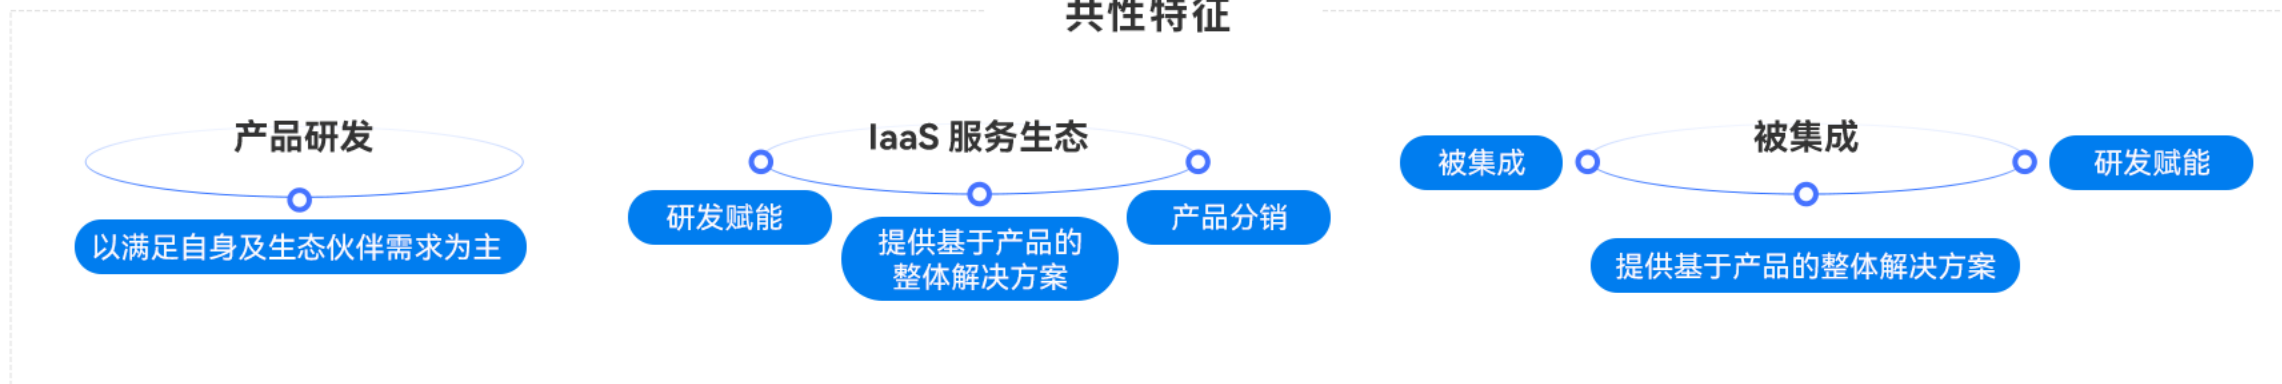 共性特征
产品研发
以满足自身及生态伙伴需求为主
IaaS 服务生态
研发赋能
提供基于产品的
整体解决方案
产品分销
被集成
被集成
提供基于产品的整体解决方案
研发赋能